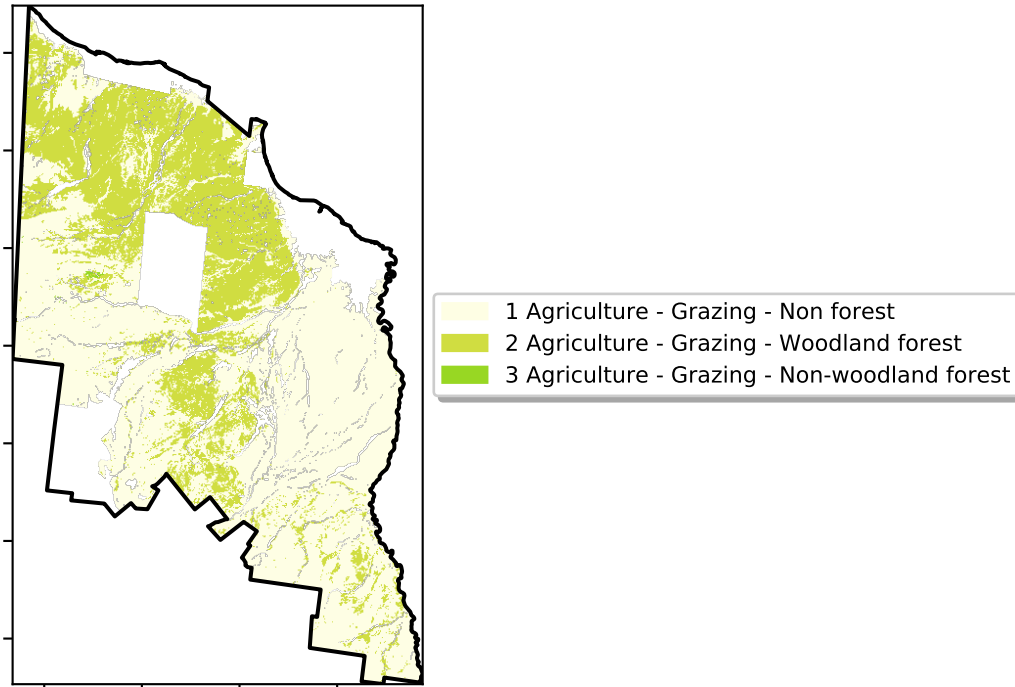 1 Agriculture - Grazing - Non forest
2 Agriculture - Grazing - Woodland forest
3 Agriculture - Grazing - Non-woodland forest